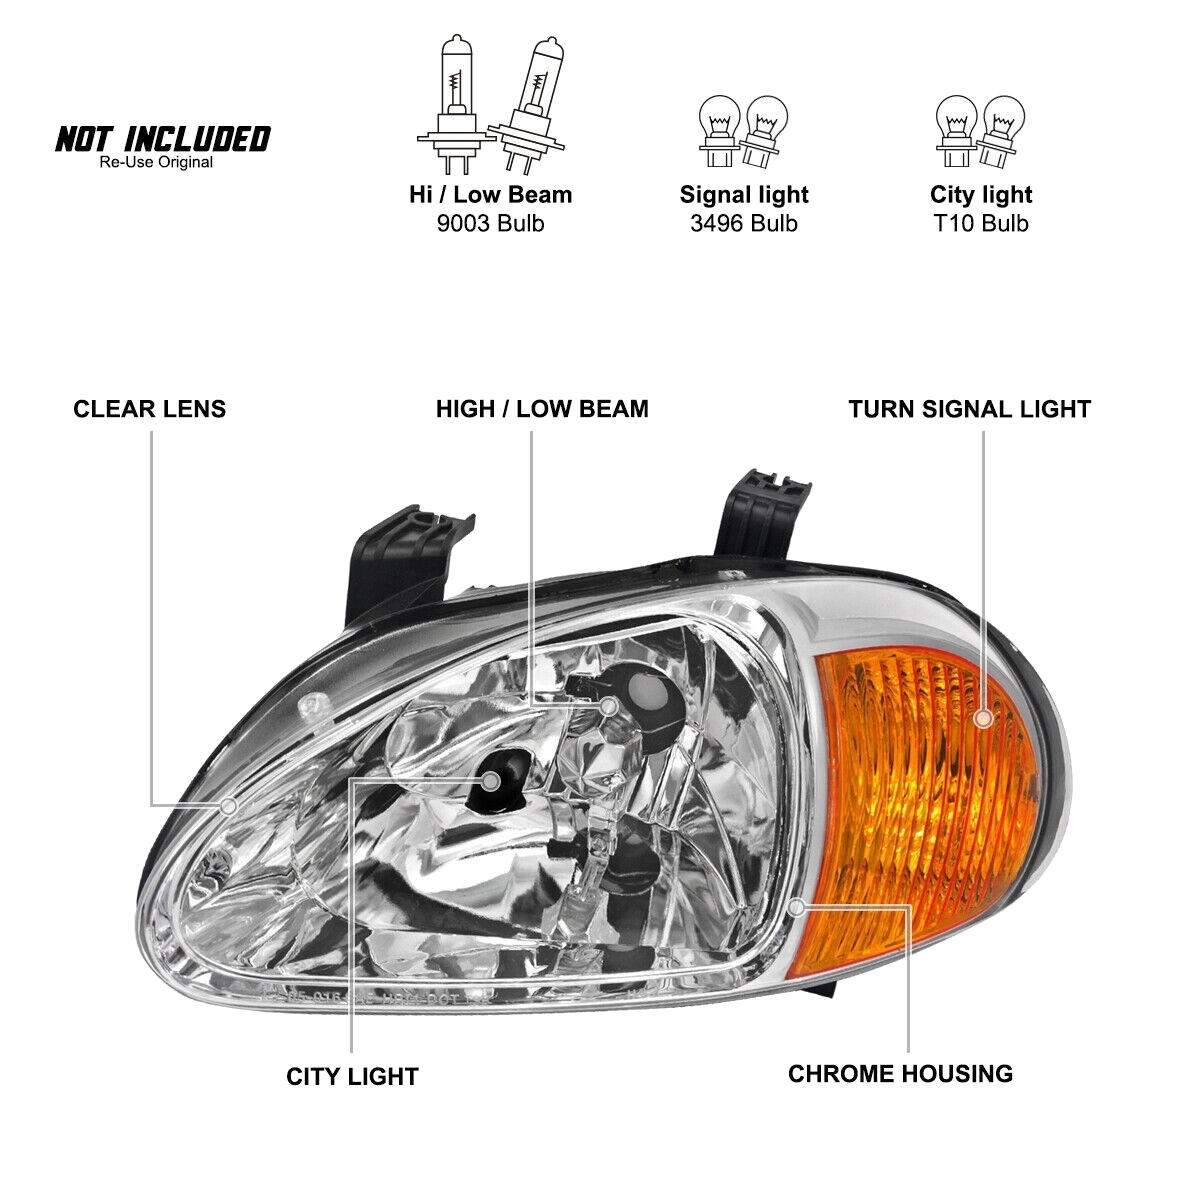 NOT INCLUDED
Re-Use Original
Hi / Low Beam
9003 Bulb
Signal light
3496 Bulb
City light
T10 Bulb
CLEAR LENS
HIGH / LOW BEAM
TURN SIGNAL LIGHT
CITY LIGHT
CHROME HOUSING
DOT